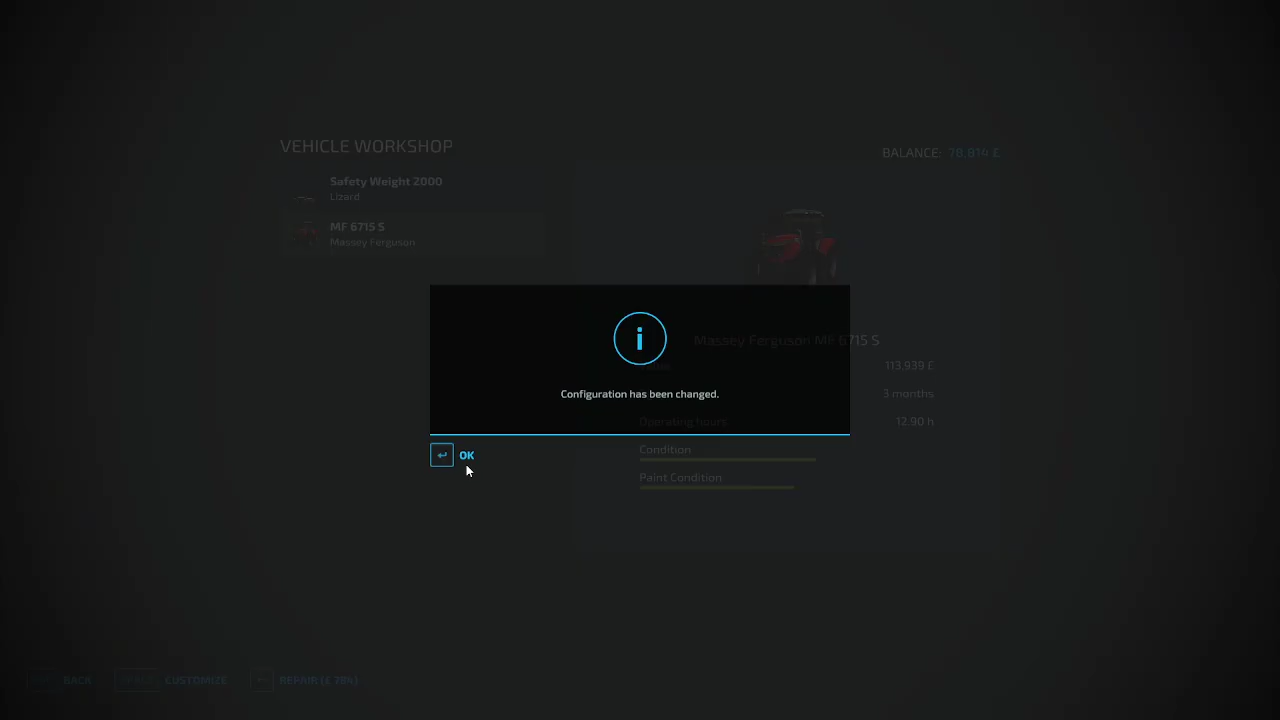 VEHICLE WORKSHOP
BALANCE: 78,814 £
Safety Weight 2000
Lizard
MF 6715 S
Massey Ferguson
Massey Ferguson MF 6715 S
113,939 £
3 months
Configuration has been changed.
Operating hours 12.90 h
OK
Condition
Paint Condition
BACK CUSTOMIZE REPAIR (£ 784)